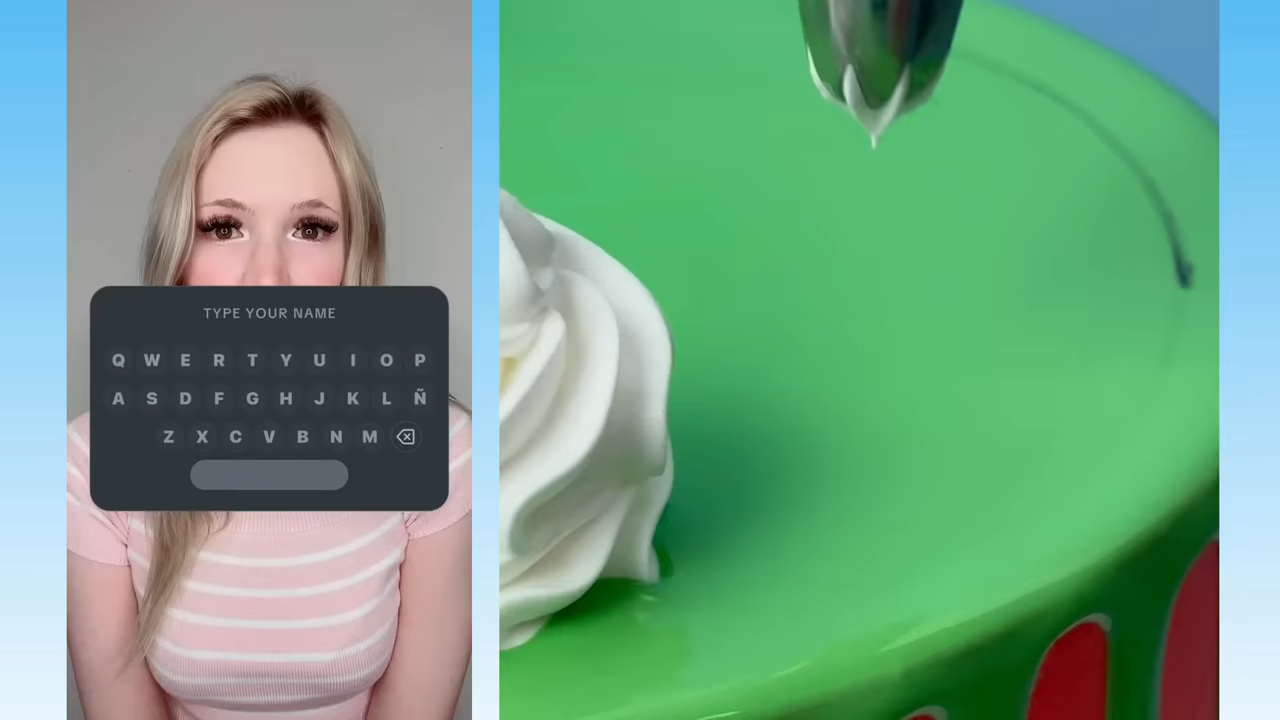 TYPE YOUR NAME
Q W E R T Y U I O P
A S D F G H J K L Ñ
Z X C V B N M